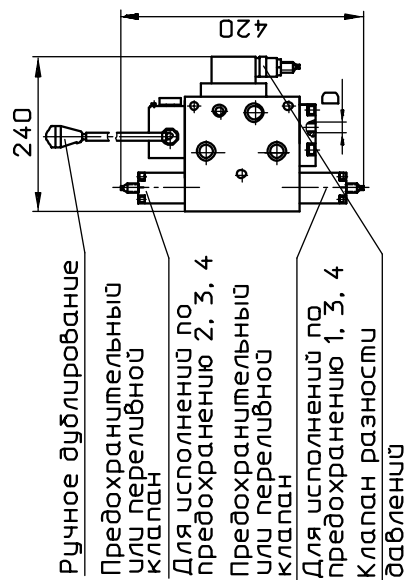 240
420
D
Ручное дублирование
Предохранительный
или переливной
клапан
Для исполнений по
предохранению 2, 3, 4
Предохранительный
или переливной
клапан
Для исполнений по
предохранению 1, 3, 4
Клапан разности
давлений